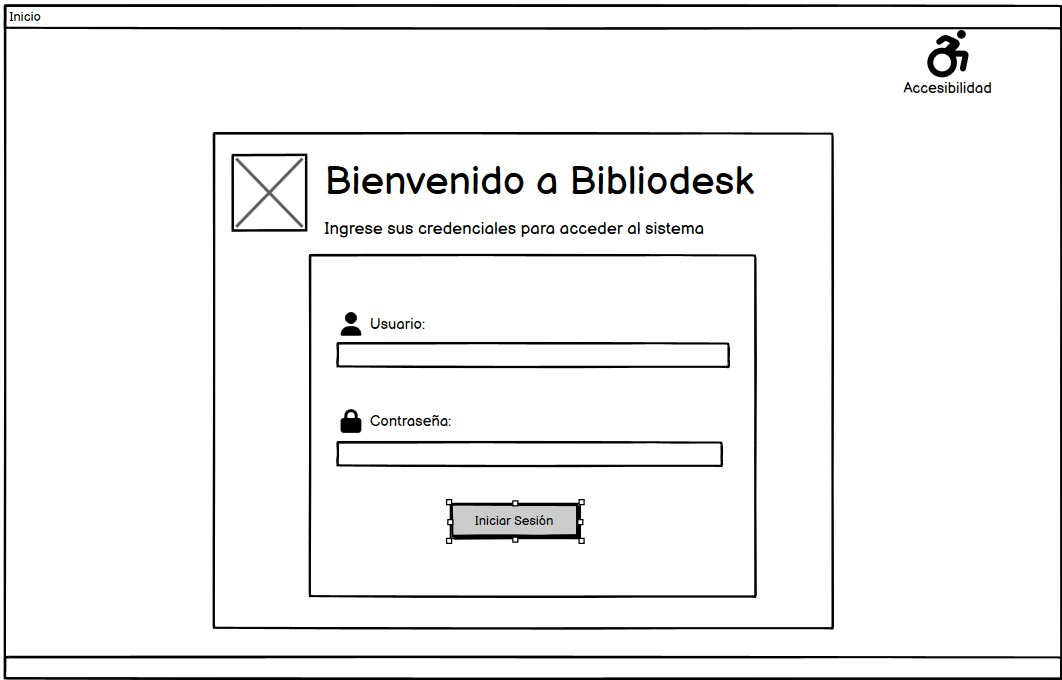 Inicio
Accesibilidad
Bienvenido a Bibliodesk
Ingrese sus credenciales para acceder al sistema
Usuario:
Contraseña:
Iniciar Sesión